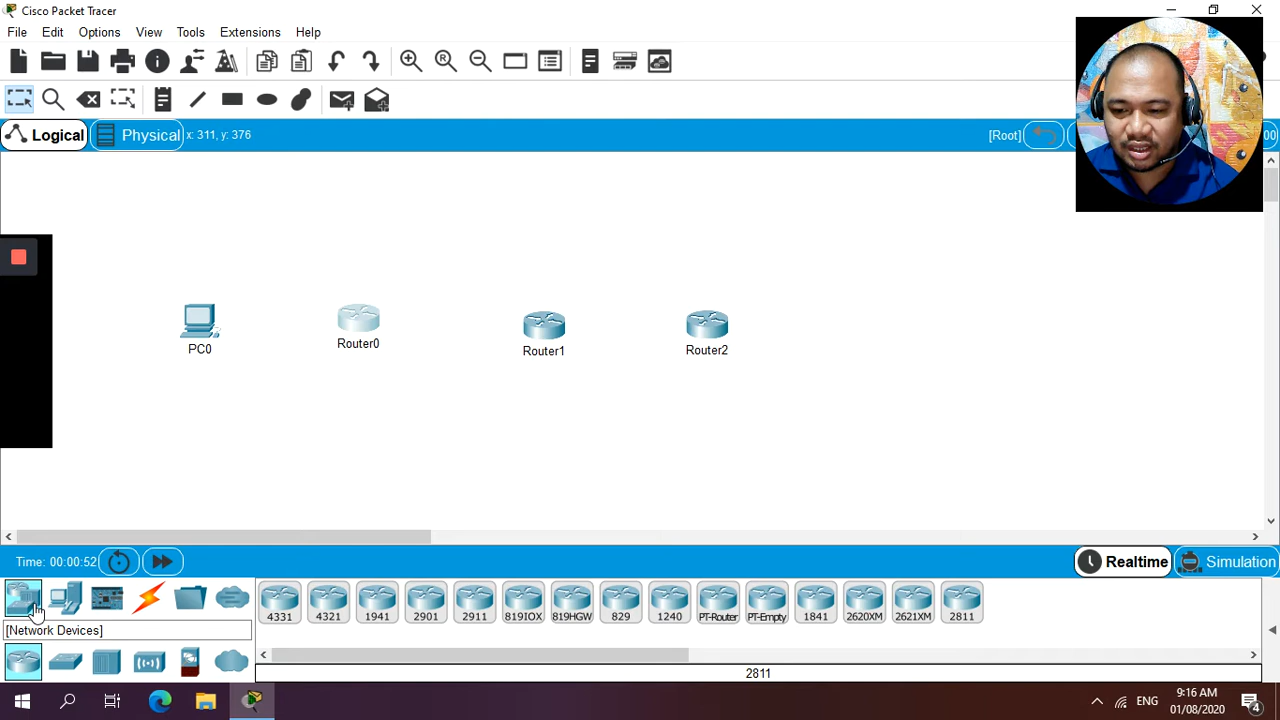 Cisco Packet Tracer
File Edit Options View Tools Extensions Help
Logical Physical x: 311, y: 376 [Root] 00
PC0 Router0 Router1 Router2
Time: 00:00:52 Realtime Simulation
4331 4321 1941 2901 2911 819IOX 819HGW 829 1240 PT-Router PT-Empty 1841 2620XM 2621XM 2811
[Network Devices]
2811
ENG 9:16 AM
01/08/2020 4